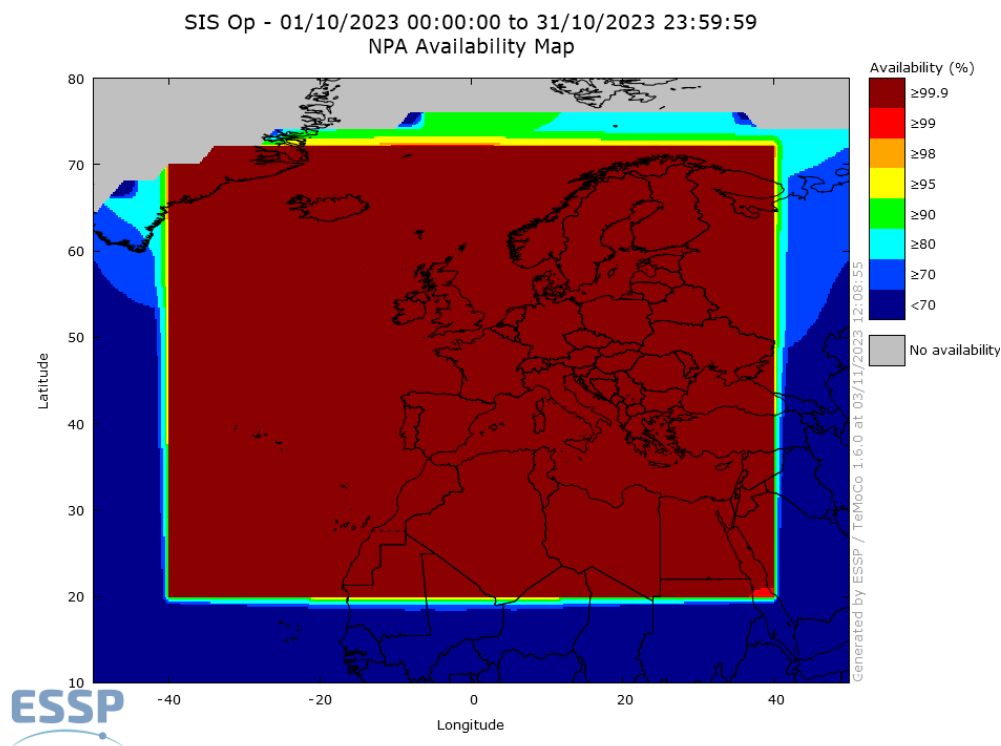 SIS Op - 01/10/2023 00:00:00 to 31/10/2023 23:59:59
NPA Availability Map
Availability (%)
≥99.9
≥99
≥98
≥95
≥90
≥80
≥70
<70
No availability
80
70
60
50
40
30
20
10
Latitude
-40
-20
0
20
40
Longitude
Generated by ESSP / TeMoCo 1.6.0 at 03/11/2023 12:08:55
ESSP